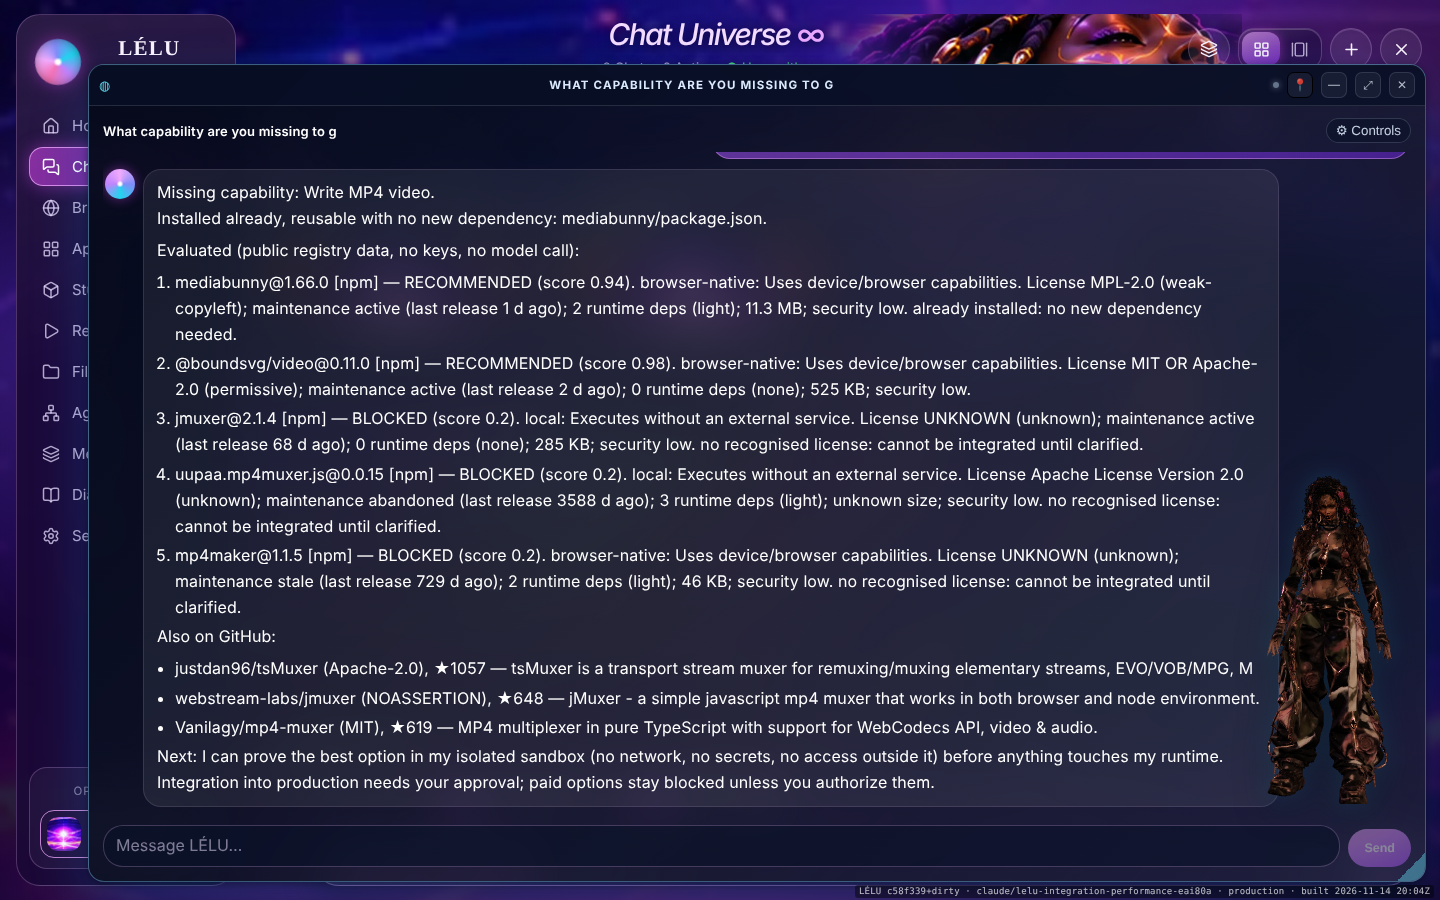 LÉLU
Chat Universe ∞
WHAT CAPABILITY ARE YOU MISSING TO G
What capability are you missing to g
Controls
Missing capability: Write MP4 video.
Installed already, reusable with no new dependency: mediabunny/package.json.
Evaluated (public registry data, no keys, no model call):
1. mediabunny@1.66.0 [npm] — RECOMMENDED (score 0.94). browser-native: Uses device/browser capabilities. License MPL-2.0 (weak-
copyleft); maintenance active (last release 1 d ago); 2 runtime deps (light); 11.3 MB; security low. already installed: no new dependency
needed.
2. @boundsvg/video@0.11.0 [npm] — RECOMMENDED (score 0.98). browser-native: Uses device/browser capabilities. License MIT OR Apache-
2.0 (permissive); maintenance active (last release 2 d ago); 0 runtime deps (none); 525 KB; security low.
3. jmuxer@2.1.4 [npm] — BLOCKED (score 0.2). local: Executes without an external service. License UNKNOWN (unknown); maintenance active
(last release 68 d ago); 0 runtime deps (none); 285 KB; security low. no recognised license: cannot be integrated until clarified.
4. uupaa.mp4muxer.js@0.0.15 [npm] — BLOCKED (score 0.2). local: Executes without an external service. License Apache License Version 2.0
(unknown); maintenance abandoned (last release 3588 d ago); 3 runtime deps (light); unknown size; security low. no recognised license:
cannot be integrated until clarified.
5. mp4maker@1.1.5 [npm] — BLOCKED (score 0.2). browser-native: Uses device/browser capabilities. License UNKNOWN (unknown);
maintenance stale (last release 729 d ago); 2 runtime deps (light); 46 KB; security low. no recognised license: cannot be integrated until
clarified.
Also on GitHub:
• justdan96/tsMuxer (Apache-2.0), ★1057 — tsMuxer is a transport stream muxer for remuxing/muxing elementary streams, EVO/VOB/MPG, M
• webstream-labs/jmuxer (NOASSERTION), ★648 — jMuxer - a simple javascript mp4 muxer that works in both browser and node environment.
• Vanilagy/mp4-muxer (MIT), ★619 — MP4 multiplexer in pure TypeScript with support for WebCodecs API, video & audio.
Next: I can prove the best option in my isolated sandbox (no network, no secrets, no access outside it) before anything touches my runtime.
Integration into production needs your approval; paid options stay blocked unless you authorize them.
Message LÉLU...
Send
LÉLU c58f339+dirty · claude/lelu-integration-performance-eai80a · production · built 2026-11-14 20:04Z